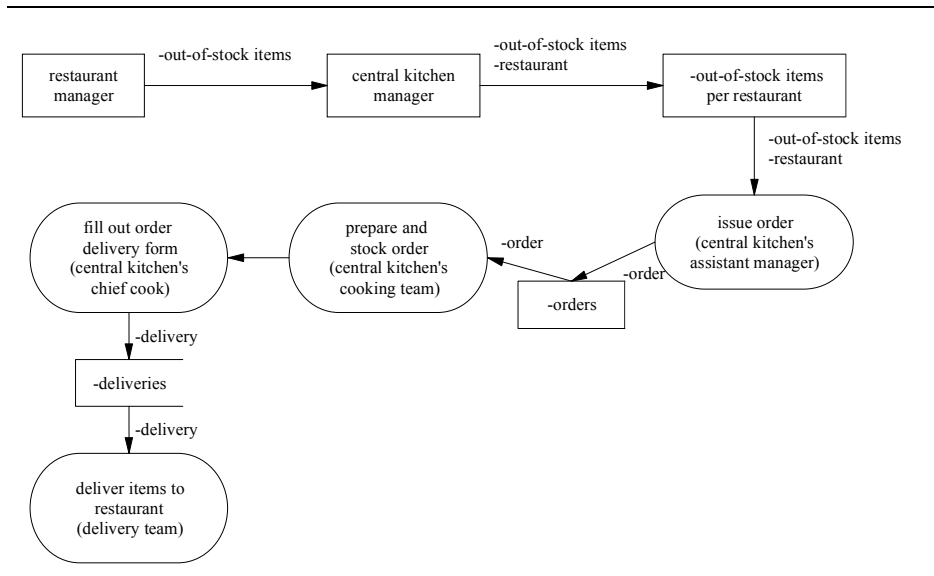 -out-of-stock items
restaurant
manager
central kitchen
manager
-out-of-stock items
-restaurant
-out-of-stock items
per restaurant
-out-of-stock items
-restaurant
issue order
(central kitchen's
assistant manager)
-order
-order
-orders
prepare and
stock order
(central kitchen's
cooking team)
fill out order
delivery form
(central kitchen's
chief cook)
-delivery
-deliveries
-delivery
deliver items to
restaurant
(delivery team)